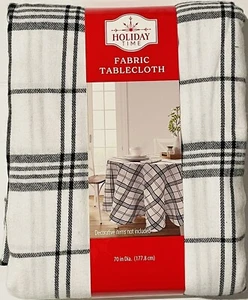 HOLIDAY
TIME
FABRIC
TABLECLOTH
Decorative items not included
70 in Dia. (177.8 cm)